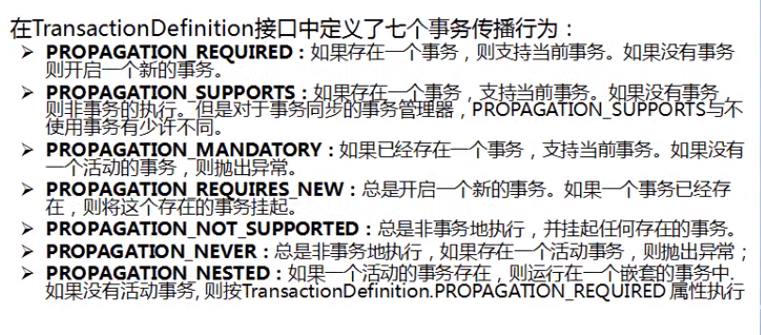 在TransactionDefinition接口中定义了七个事务传播行为：
➢ PROPAGATION_REQUIRED：如果存在一个事务，则支持当前事务。如果没有事务
则开启一个新的事务。
➢ PROPAGATION_SUPPORTS：如果存在一个事务，支持当前事务。如果没有事务，
则非事务的执行。但是对于事务同步的事务管理器，PROPAGATION_SUPPORTS与不
使用事务有少许不同。
➢ PROPAGATION_MANDATORY：如果已经存在一个事务，支持当前事务。如果没有
一个活动的事务，则抛出异常。
➢ PROPAGATION_REQUIRES_NEW：总是开启一个新的事务。如果一个事务已经存
在，则将这个存在的事务挂起。
➢ PROPAGATION_NOT_SUPPORTED：总是非事务地执行，并挂起任何存在的事务。
➢ PROPAGATION_NEVER：总是非事务地执行，如果存在一个活动事务，则抛出异常；
➢ PROPAGATION_NESTED：如果一个活动的事务存在，则运行在一个嵌套的事务中.
如果没有活动事务, 则按TransactionDefinition.PROPAGATION_REQUIRED 属性执行